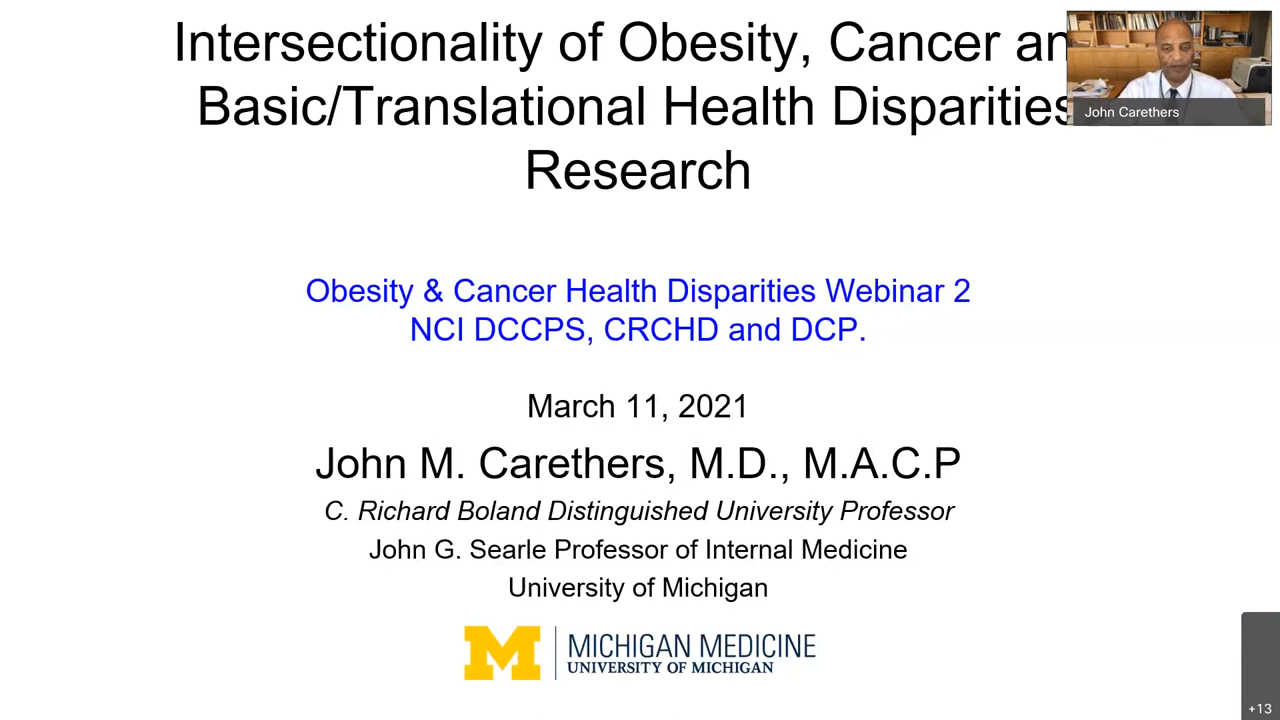 Intersectionality of Obesity, Cancer an
Basic/Translational Health Disparities
Research
John Carethers
Obesity & Cancer Health Disparities Webinar 2
NCI DCCPS, CRCHD and DCP.
March 11, 2021
John M. Carethers, M.D., M.A.C.P
C. Richard Boland Distinguished University Professor
John G. Searle Professor of Internal Medicine
University of Michigan
M
MICHIGAN MEDICINE
UNIVERSITY OF MICHIGAN
+13